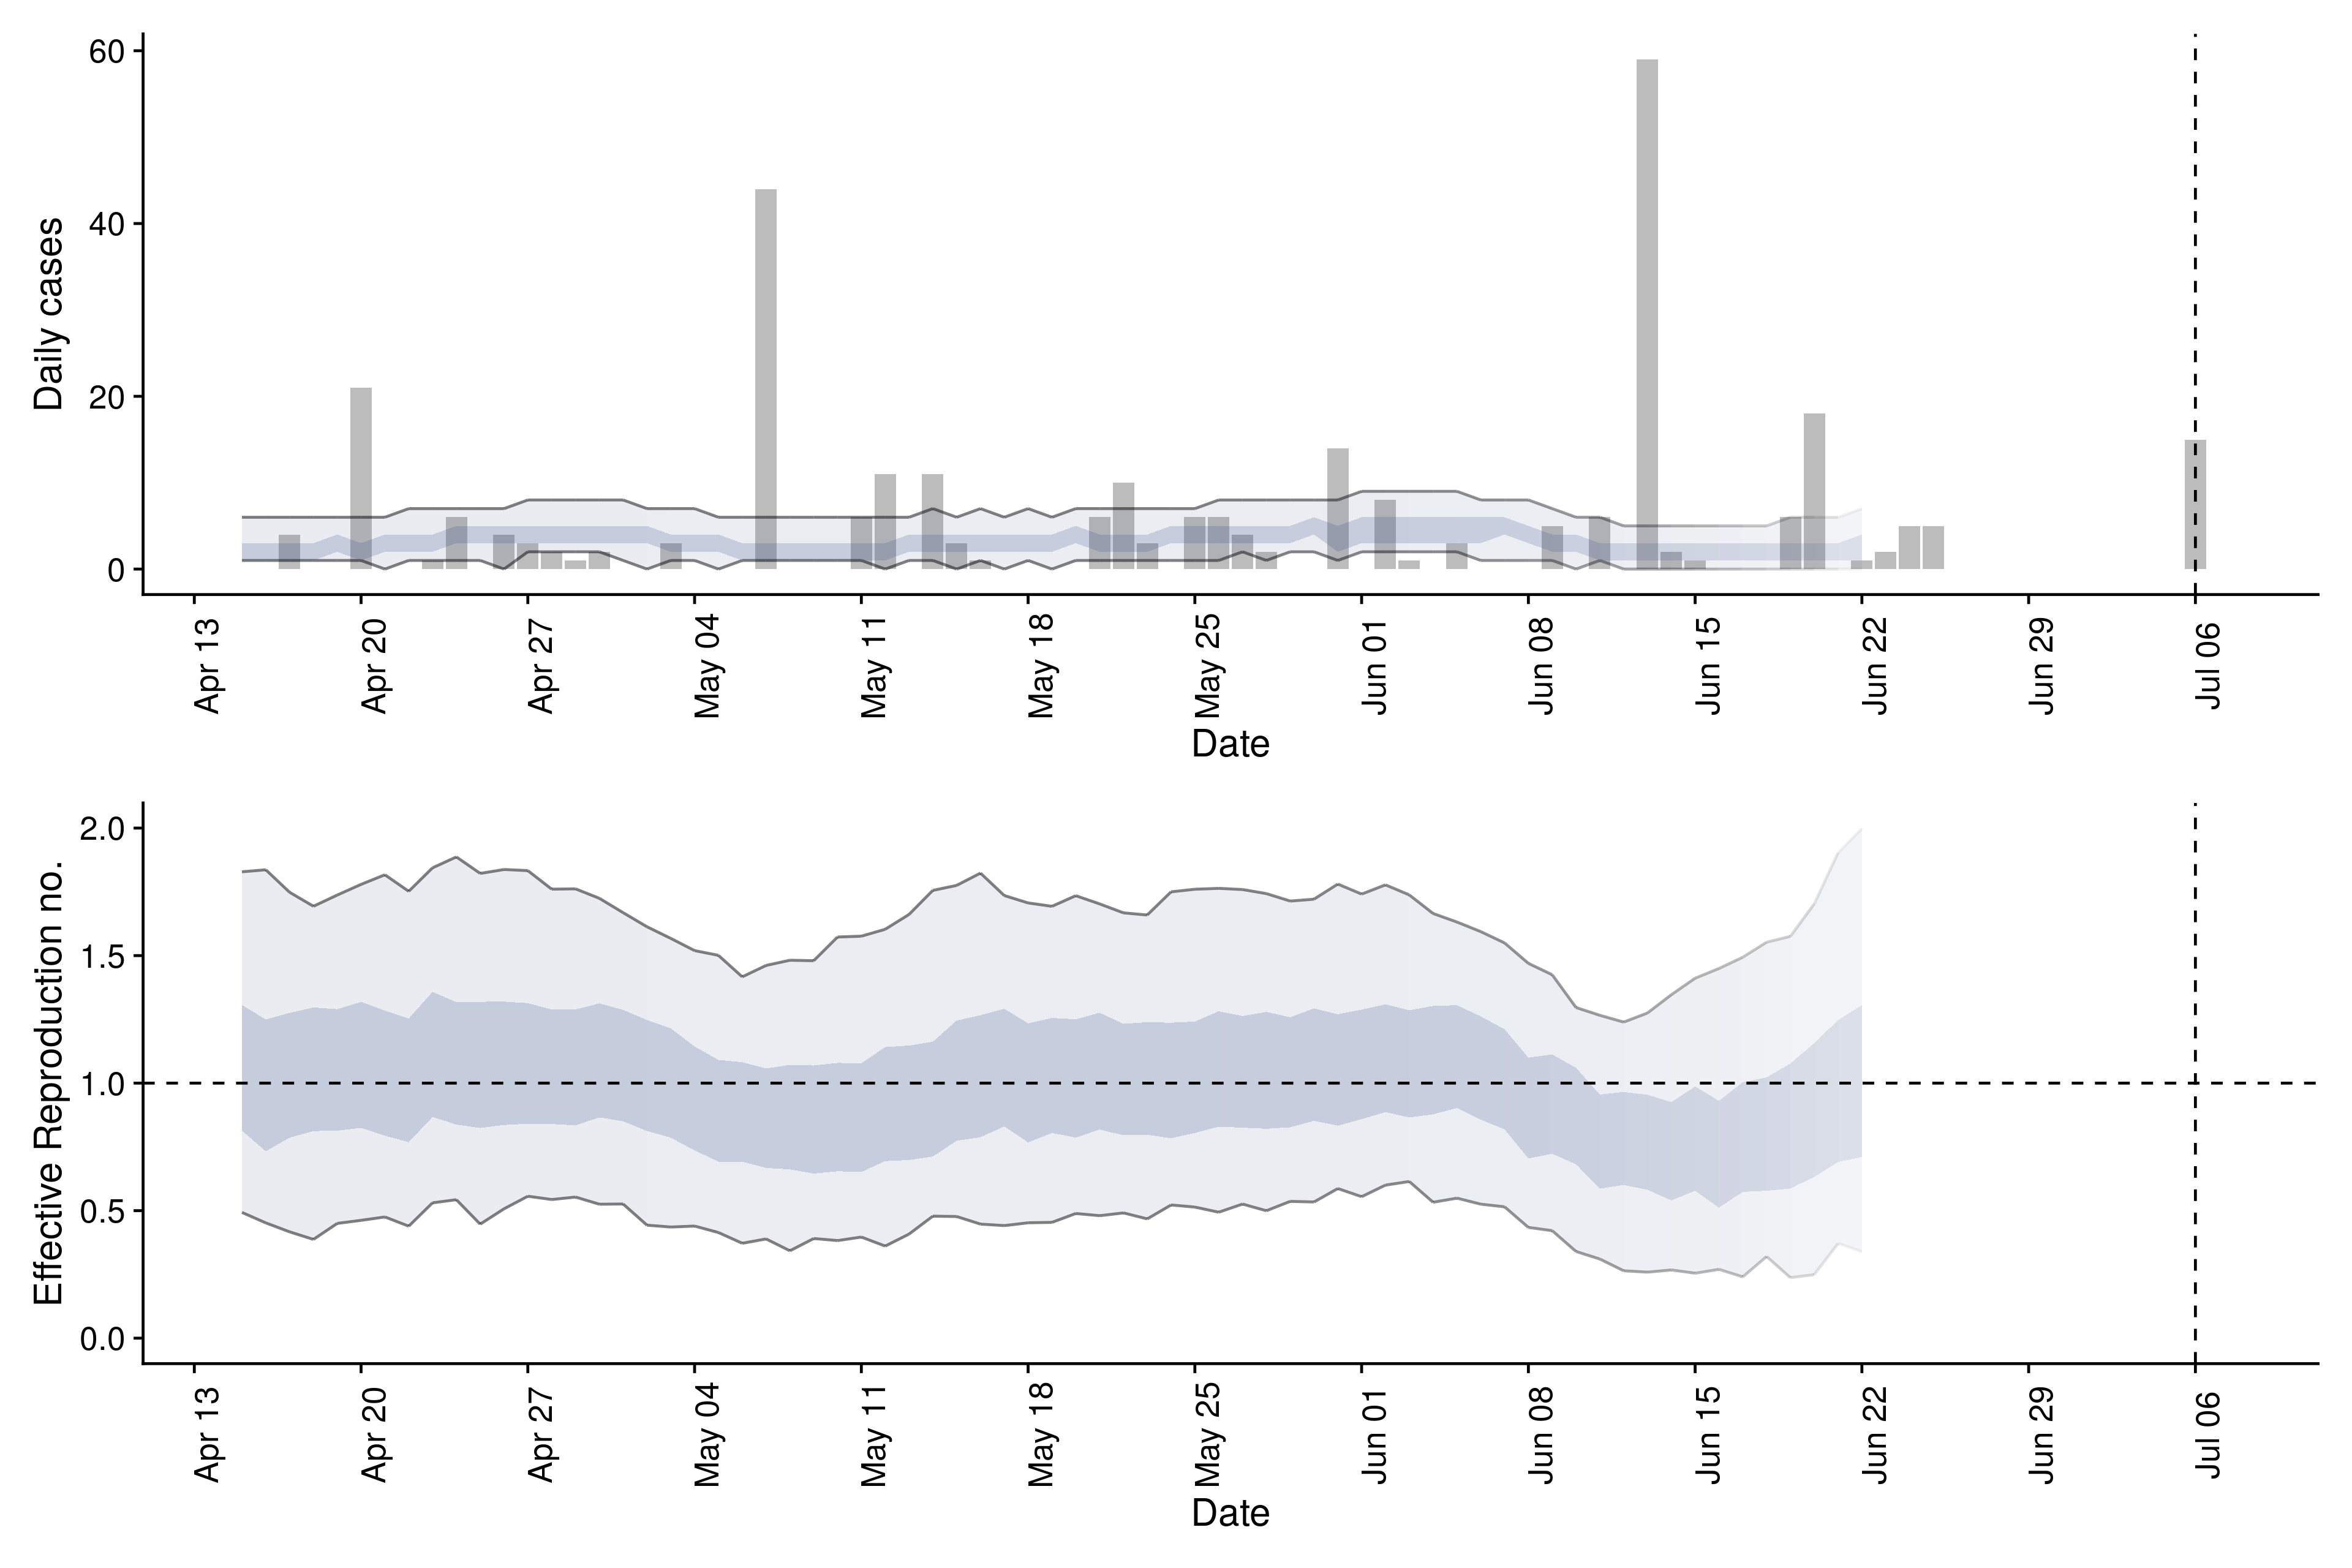 Daily cases
60
40
20
0
Apr 13
Apr 20
Apr 27
May 04
May 11
May 18
May 25
Jun 01
Jun 08
Jun 15
Jun 22
Jun 29
Jul 06
Date
Effective Reproduction no.
2.0
1.5
1.0
0.5
0.0
Apr 13
Apr 20
Apr 27
May 04
May 11
May 18
May 25
Jun 01
Jun 08
Jun 15
Jun 22
Jun 29
Jul 06
Date